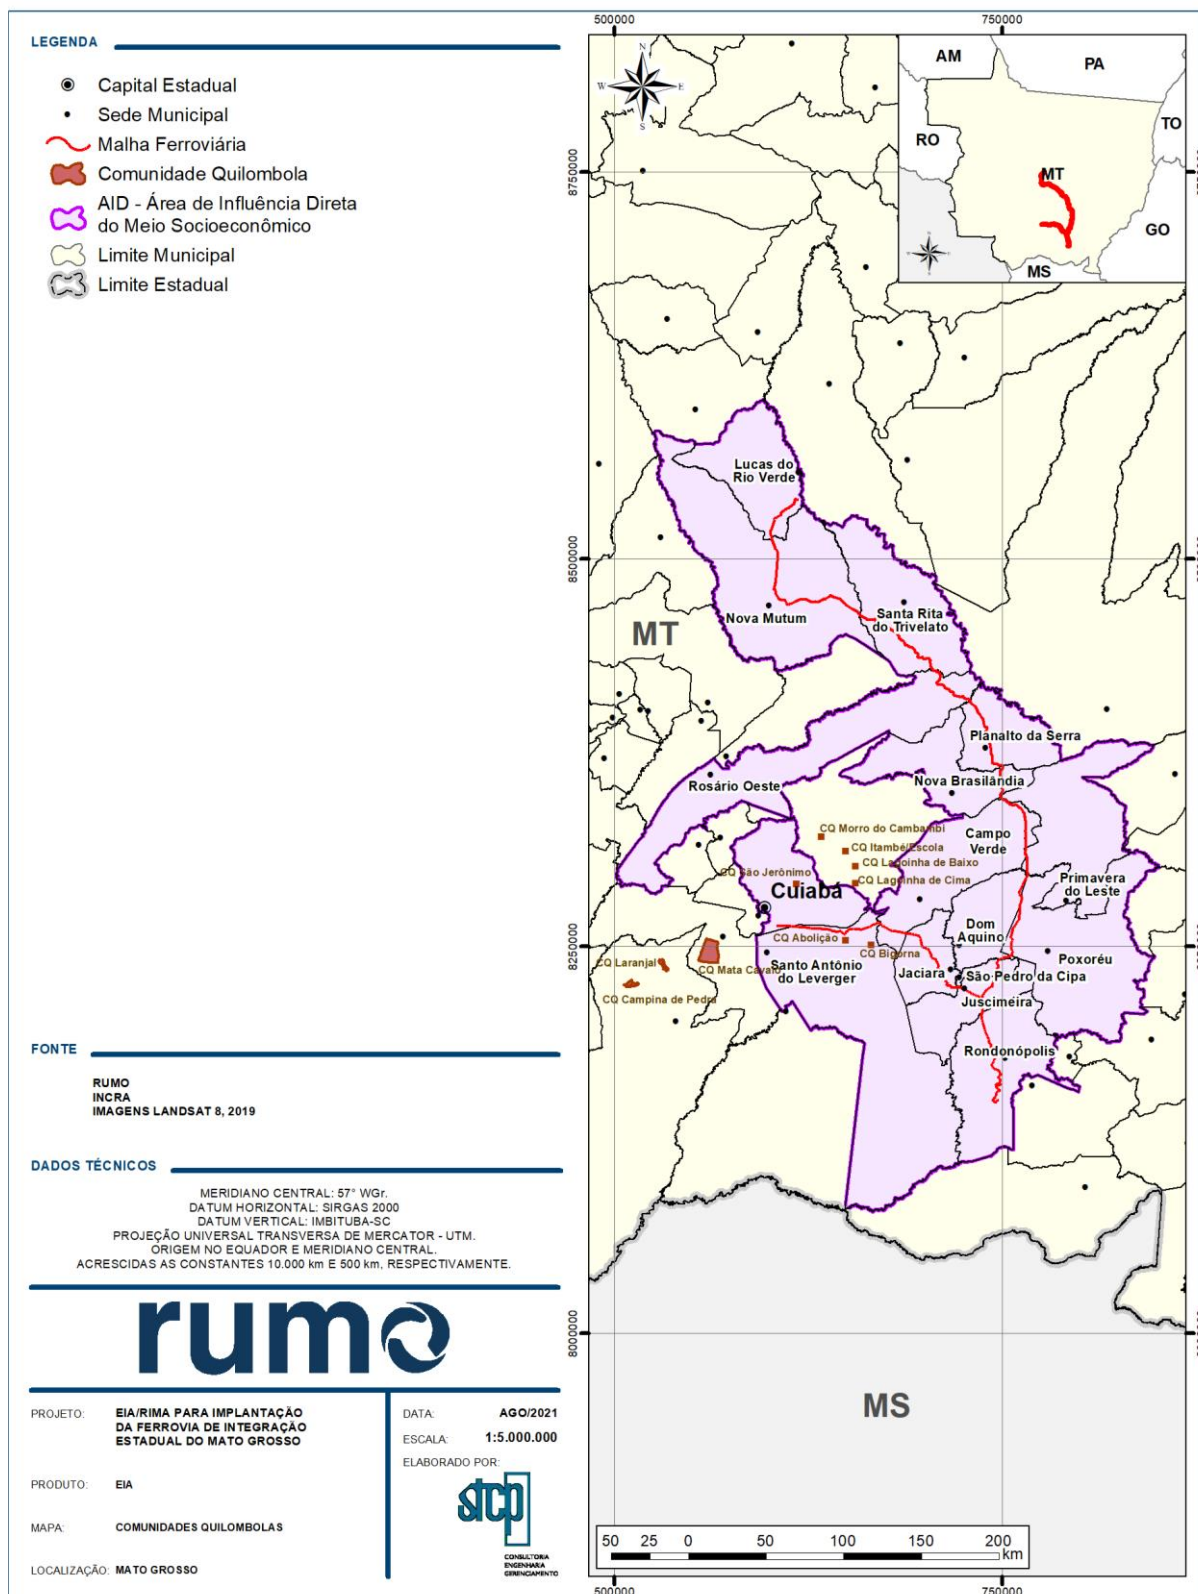 LEGENDA
Capital Estadual
Sede Municipal
Malha Ferroviária
Comunidade Quilombola
AID - Área de Influência Direta
do Meio Socioeconômico
Limite Municipal
Limite Estadual
FONTE
RUMO
INCRA
IMAGENS LANDSAT 8, 2019
DADOS TÉCNICOS
MERIDIANO CENTRAL: 57° WGr.
DATUM HORIZONTAL: SIRGAS 2000
DATUM VERTICAL: IMBITUBA-SC
PROJEÇÃO UNIVERSAL TRANSVERSA DE MERCATOR - UTM.
ORIGEM NO EQUADOR E MERIDIANO CENTRAL.
ACRESCIDAS AS CONSTANTES 10.000 km E 500 km, RESPECTIVAMENTE.
rumo
PROJETO: EIA/RIMA PARA IMPLANTAÇÃO
DA FERROVIA DE INTEGRAÇÃO
ESTADUAL DO MATO GROSSO
PRODUTO: EIA
MAPA: COMUNIDADES QUILOMBOLAS
LOCALIZAÇÃO: MATO GROSSO
DATA: AGO/2021
ESCALA: 1:5.000.000
ELABORADO POR:
stcp
CONSULTORIA
ENGENHARIA
GERENCIAMENTO
500000 750000
N
W E
S
AM
PA
RO
TO
MT
GO
MS
8750000
Lucas do
Rio Verde
8500000
Nova Mutum
Santa Rita
do Trivelato
MT
Planalto da Serra
Rosário Oeste
Nova Brasilândia
CQ Morro do Cambambi
Campo
Verde
CQ Itambé/Escola
CQ Lagoinha de Baixo
CQ São Jerônimo
CQ Lagoinha de Cima
Primavera
do Leste
Cuiabá
Dom
Aquino
CQ Abolição
CQ Bigorna
8250000
CQ Laranjal
CQ Mata Cavalo
Santo Antônio
do Leverger
Jaciara
São Pedro da Cipa
Poxoréu
CQ Campina de Pedra
Juscimeira
Rondonópolis
8000000
MS
50 25 0 50 100 150 200
km
500000 750000